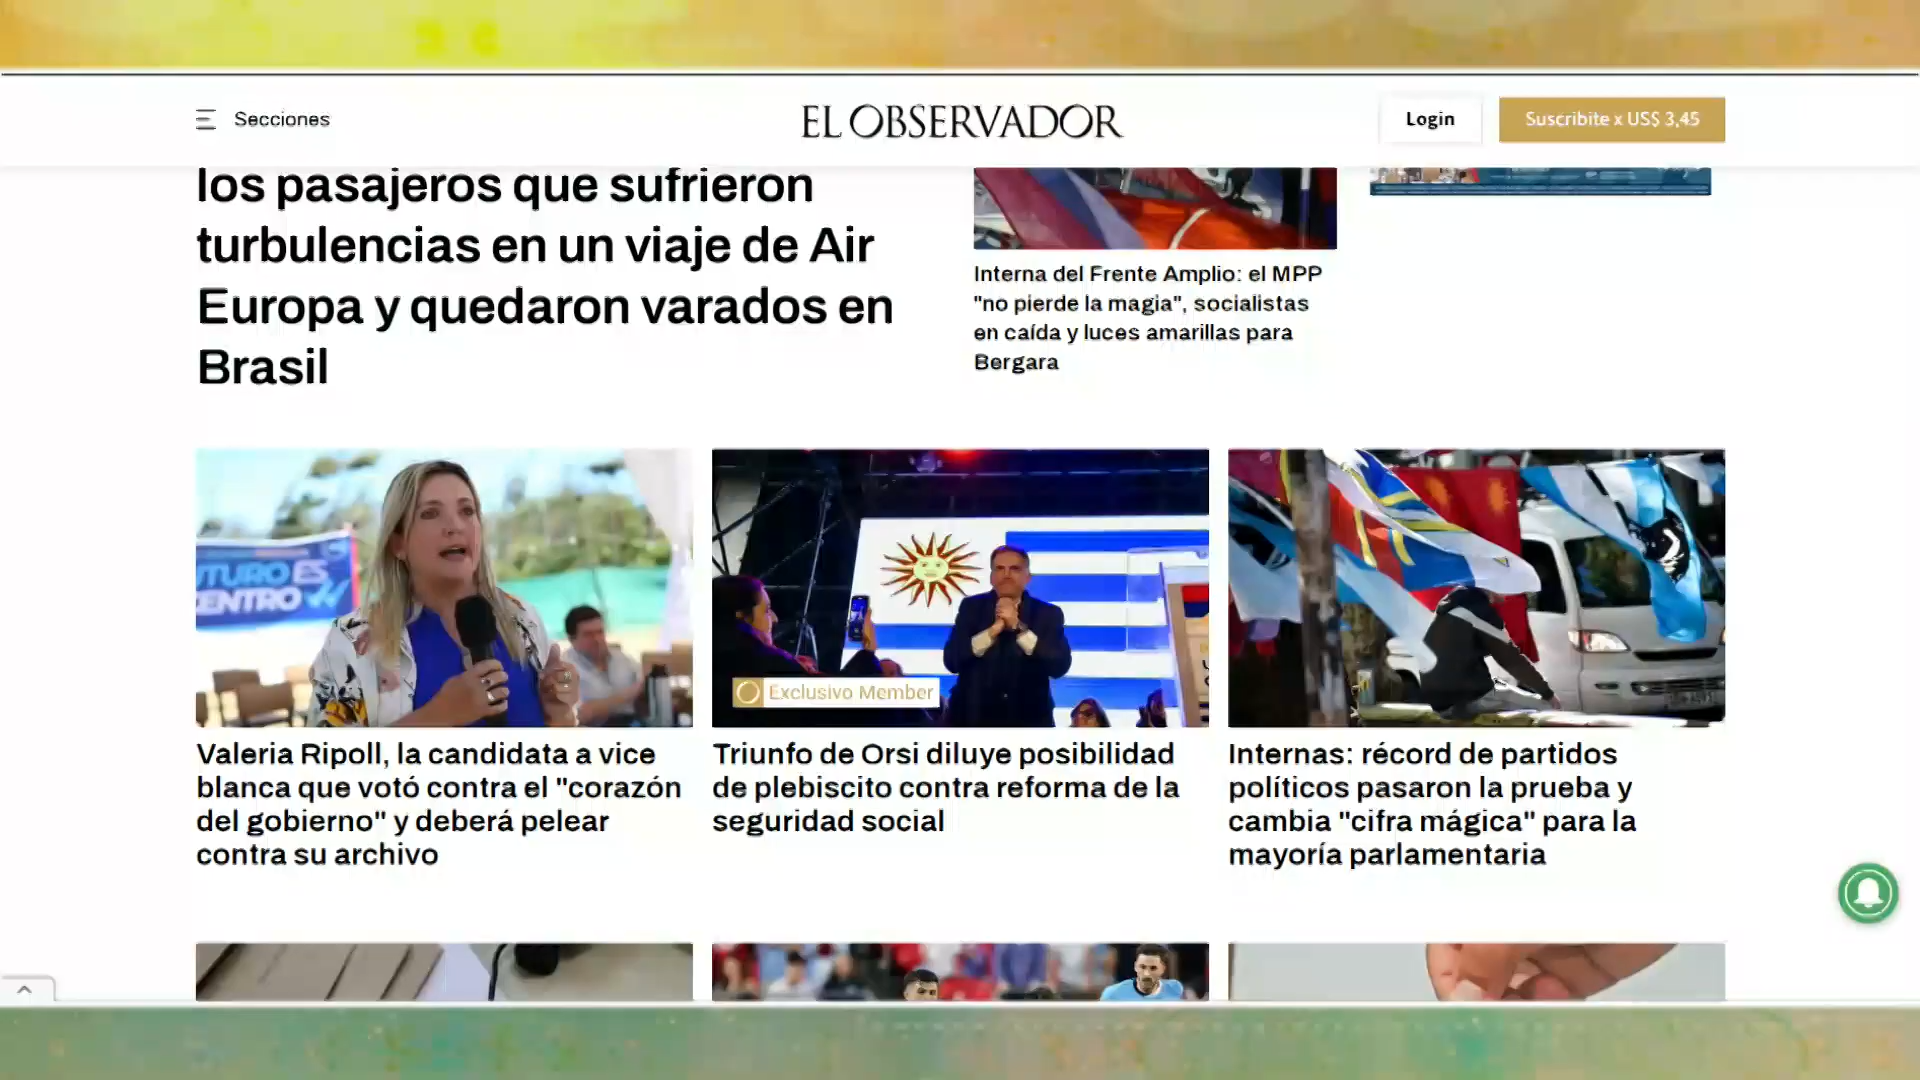 Secciones
EL OBSERVADOR
Login
Suscribite x US$ 3,45
los pasajeros que sufrieron
turbulencias en un viaje de Air
Europa y quedaron varados en
Brasil
Interna del Frente Amplio: el MPP
"no pierde la magia", socialistas
en caída y luces amarillas para
Bergara
UTURO ES
ENTRO
Exclusivo Member
Valeria Ripoll, la candidata a vice
blanca que votó contra el "corazón
del gobierno" y deberá pelear
contra su archivo
Triunfo de Orsi diluye posibilidad
de plebiscito contra reforma de la
seguridad social
Internas: récord de partidos
políticos pasaron la prueba y
cambia "cifra mágica" para la
mayoría parlamentaria